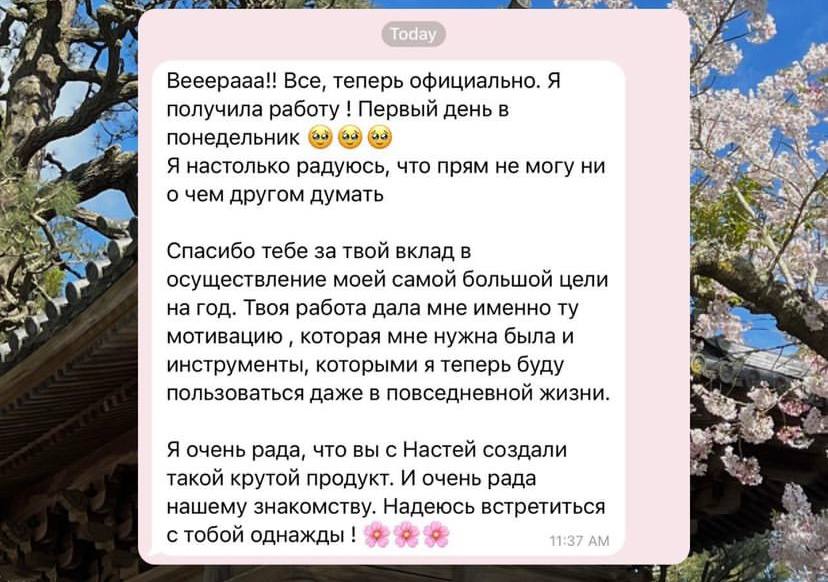 Today
Вееерааа!! Все, теперь официально. Я
получила работу ! Первый день в
понедельник 🥹🥹🥹
Я настолько радуюсь, что прям не могу ни
о чем другом думать
Спасибо тебе за твой вклад в
осуществление моей самой большой цели
на год. Твоя работа дала мне именно ту
мотивацию , которая мне нужна была и
инструменты, которыми я теперь буду
пользоваться даже в повседневной жизни.
Я очень рада, что вы с Настей создали
такой крутой продукт. И очень рада
нашему знакомству. Надеюсь встретиться
с тобой однажды ! 🌸🌸🌸
11:37 AM